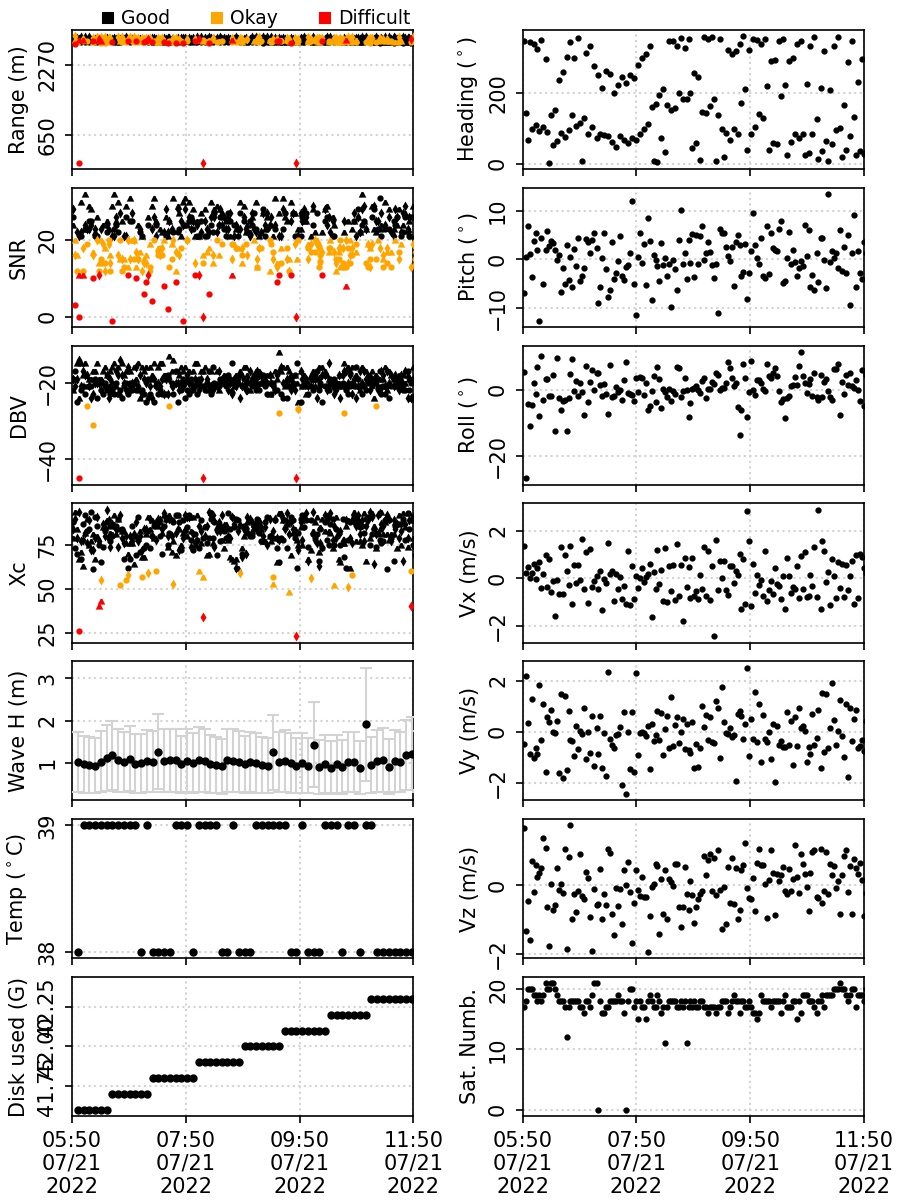 Good Okay Difficult
Range (m)
2270
650
Heading (°)
200
0
SNR
20
0
Pitch (°)
10
0
−10
DBV
−20
−40
Roll (°)
0
−20
Xc
75
50
25
Vx (m/s)
2
0
−2
Wave H (m)
3
2
1
Vy (m/s)
2
0
−2
Temp (°C)
39
38
Vz (m/s)
0
−2
Disk used (G)
42.25
42.00
41.75
Sat. Numb.
20
10
0
05:50 07:50 09:50 11:50
07/21 07/21 07/21 07/21
2022 2022 2022 2022
05:50 07:50 09:50 11:50
07/21 07/21 07/21 07/21
2022 2022 2022 2022